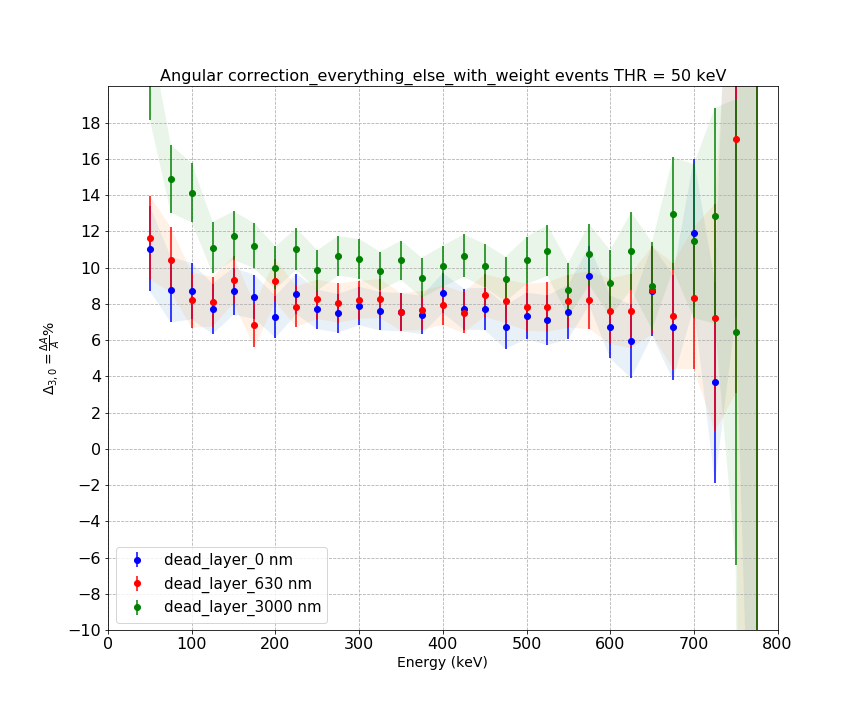 Angular correction_everything_else_with_weight events THR = 50 keV
18
16
14
12
10
8
6
4
2
0
−2
−4
−6
−8
−10
Δ₃,₀ = ΔA/A %
dead_layer_0 nm
dead_layer_630 nm
dead_layer_3000 nm
0 100 200 300 400 500 600 700 800
Energy (keV)